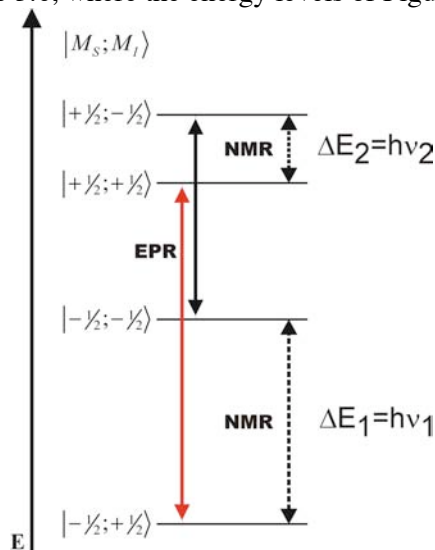 |M_S;M_I⟩
|+½;−½⟩
NMR ΔE₂=hν₂
|+½;+½⟩
EPR
|−½;−½⟩
NMR ΔE₁=hν₁
|−½;+½⟩
E